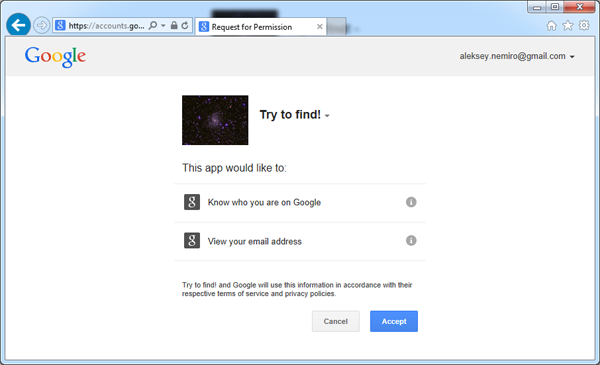 https://accounts.go...
Request for Permission
Google
aleksey.nemiro@gmail.com
Try to find!
This app would like to:
g Know who you are on Google
g View your email address
Try to find! and Google will use this information in accordance with their
respective terms of service and privacy policies.
Cancel Accept